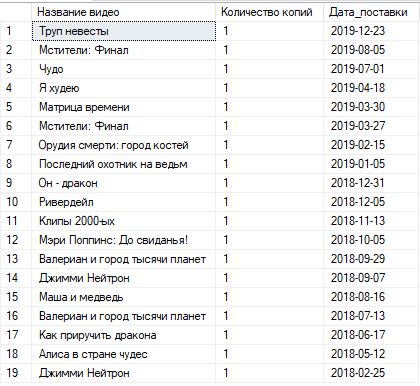 Название видео Количество копий Дата_поставки
1 Труп невесты 1 2019-12-23
2 Мстители: Финал 1 2019-08-05
3 Чудо 1 2019-07-01
4 Я худею 1 2019-04-18
5 Матрица времени 1 2019-03-30
6 Мстители: Финал 1 2019-03-27
7 Орудия смерти: город костей 1 2019-02-15
8 Последний охотник на ведьм 1 2019-01-05
9 Он - дракон 1 2018-12-31
10 Ривердейл 1 2018-12-05
11 Клипы 2000-ых 1 2018-11-13
12 Мэри Поппинс: До свиданья! 1 2018-10-05
13 Валериан и город тысячи планет 1 2018-09-29
14 Джимми Нейтрон 1 2018-09-07
15 Маша и медведь 1 2018-08-16
16 Валериан и город тысячи планет 1 2018-07-13
17 Как приручить дракона 1 2018-06-17
18 Алиса в стране чудес 1 2018-05-12
19 Джимми Нейтрон 1 2018-02-25